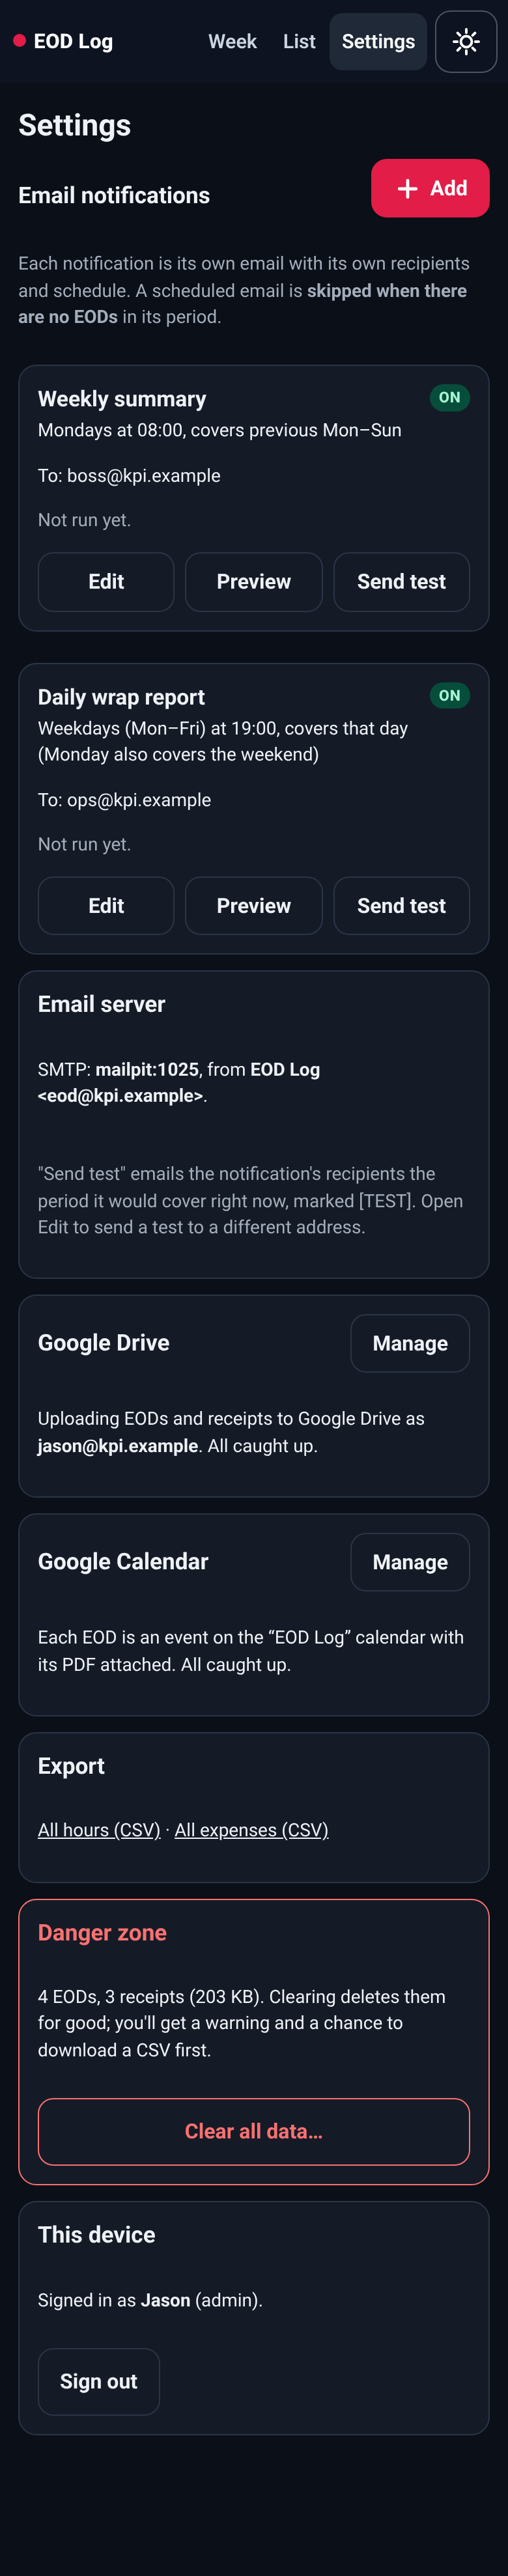 EOD Log
Week
List
Settings
Settings
Email notifications
Add
Each notification is its own email with its own recipients
and schedule. A scheduled email is skipped when there
are no EODs in its period.
Weekly summary
ON
Mondays at 08:00, covers previous Mon–Sun
To: boss@kpi.example
Not run yet.
Edit
Preview
Send test
Daily wrap report
ON
Weekdays (Mon–Fri) at 19:00, covers that day
(Monday also covers the weekend)
To: ops@kpi.example
Not run yet.
Edit
Preview
Send test
Email server
SMTP: mailpit:1025, from EOD Log
<eod@kpi.example>.
"Send test" emails the notification's recipients the
period it would cover right now, marked [TEST]. Open
Edit to send a test to a different address.
Google Drive
Manage
Uploading EODs and receipts to Google Drive as
jason@kpi.example. All caught up.
Google Calendar
Manage
Each EOD is an event on the “EOD Log” calendar with
its PDF attached. All caught up.
Export
All hours (CSV) · All expenses (CSV)
Danger zone
4 EODs, 3 receipts (203 KB). Clearing deletes them
for good; you'll get a warning and a chance to
download a CSV first.
Clear all data…
This device
Signed in as Jason (admin).
Sign out